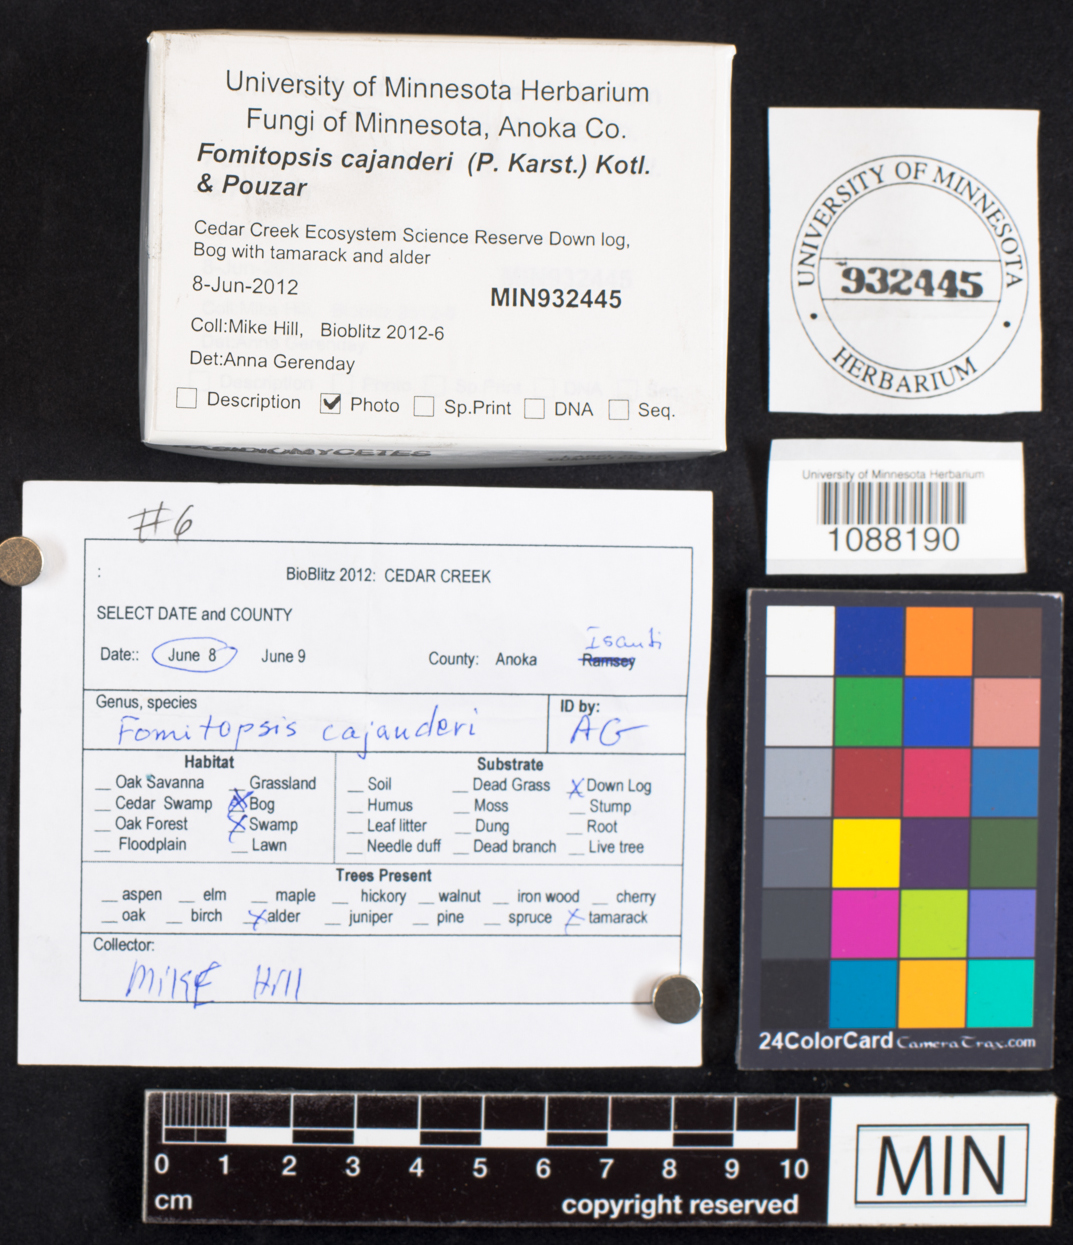 University of Minnesota Herbarium
Fungi of Minnesota, Anoka Co.
Fomitopsis cajanderi (P. Karst.) Kotl.
& Pouzar
Cedar Creek Ecosystem Science Reserve Down log,
Bog with tamarack and alder
8-Jun-2012
MIN932445
Coll:Mike Hill, Bioblitz 2012-6
Det:Anna Gerenday
Description Photo Sp.Print DNA Seq.
UNIVERSITY OF MINNESOTA
932445
HERBARIUM
University of Minnesota Herbarium
1088190
#6
BioBlitz 2012: CEDAR CREEK
SELECT DATE and COUNTY
Isanti
Date:: June 8 June 9 County: Anoka Ramsey
Genus, species
Fomitopsis cajanderi
ID by:
AG
Habitat
Oak Savanna Grassland
Cedar Swamp X Bog
Oak Forest X Swamp
Floodplain Lawn
Substrate
Soil Dead Grass X Down Log
Humus Moss Stump
Leaf litter Dung Root
Needle duff Dead branch Live tree
Trees Present
aspen elm maple hickory walnut iron wood cherry
oak birch X alder juniper pine spruce X tamarack
Collector:
Mike Hill
24ColorCard CameraTrax.com
0 1 2 3 4 5 6 7 8 9 10
cm copyright reserved
MIN